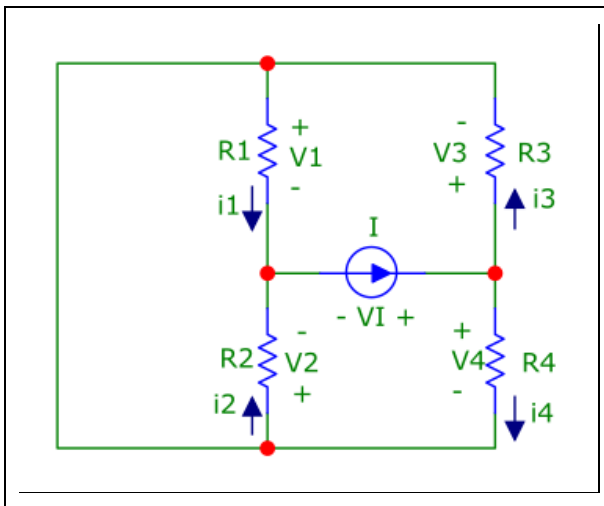 + -
R1 V1 V3 R3
- +
i1 i3
I
- VI +
- +
R2 V2 V4 R4
+ -
i2 i4